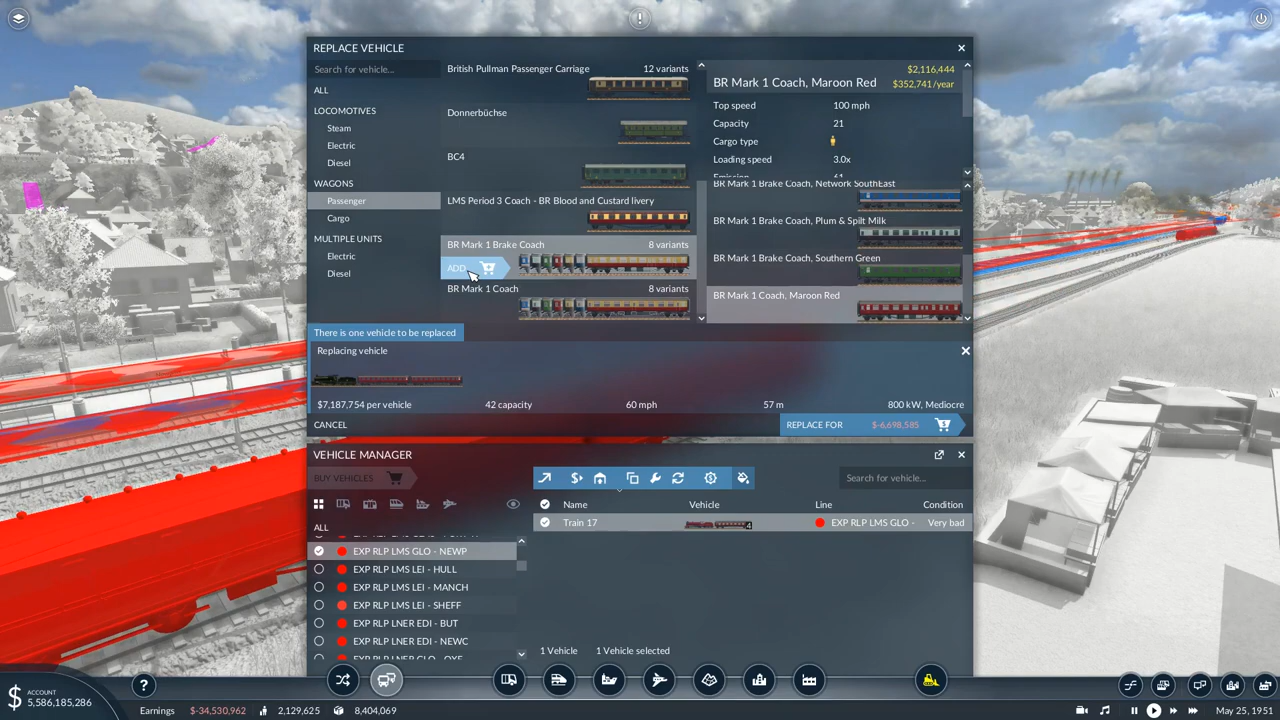 REPLACE VEHICLE
Search for vehicle...
ALL
LOCOMOTIVES
Steam
Electric
Diesel
WAGONS
Passenger
Cargo
MULTIPLE UNITS
Electric
Diesel
British Pullman Passenger Carriage 12 variants
Donnerbüchse
BC4
LMS Period 3 Coach - BR Blood and Custard livery
BR Mark 1 Brake Coach 8 variants
ADD
BR Mark 1 Coach 8 variants
$2,116,444
BR Mark 1 Coach, Maroon Red $352,741/year
Top speed 100 mph
Capacity 21
Cargo type
Loading speed 3.0x
Emission 61
BR Mark 1 Brake Coach, Network SouthEast
BR Mark 1 Brake Coach, Plum & Spilt Milk
BR Mark 1 Brake Coach, Southern Green
BR Mark 1 Coach, Maroon Red
There is one vehicle to be replaced
Replacing vehicle
$7,187,754 per vehicle 42 capacity 60 mph 57 m 800 kW, Mediocre
CANCEL REPLACE FOR $-6,698,585
VEHICLE MANAGER
BUY VEHICLES Search for vehicle...
Name Vehicle Line Condition
Train 17 4 EXP RLP LMS GLO - Very bad
ALL
EXP RLP LMS GLO - NEWP
EXP RLP LMS LEI - HULL
EXP RLP LMS LEI - MANCH
EXP RLP LMS LEI - SHEFF
EXP RLP LNER EDI - BUT
EXP RLP LNER EDI - NEWC
EXP RLP LNER GLO - OXF
1 Vehicle 1 Vehicle selected
$ ACCOUNT
5,586,185,286
?
Earnings $-34,530,962 2,129,625 8,404,069 May 25, 1951